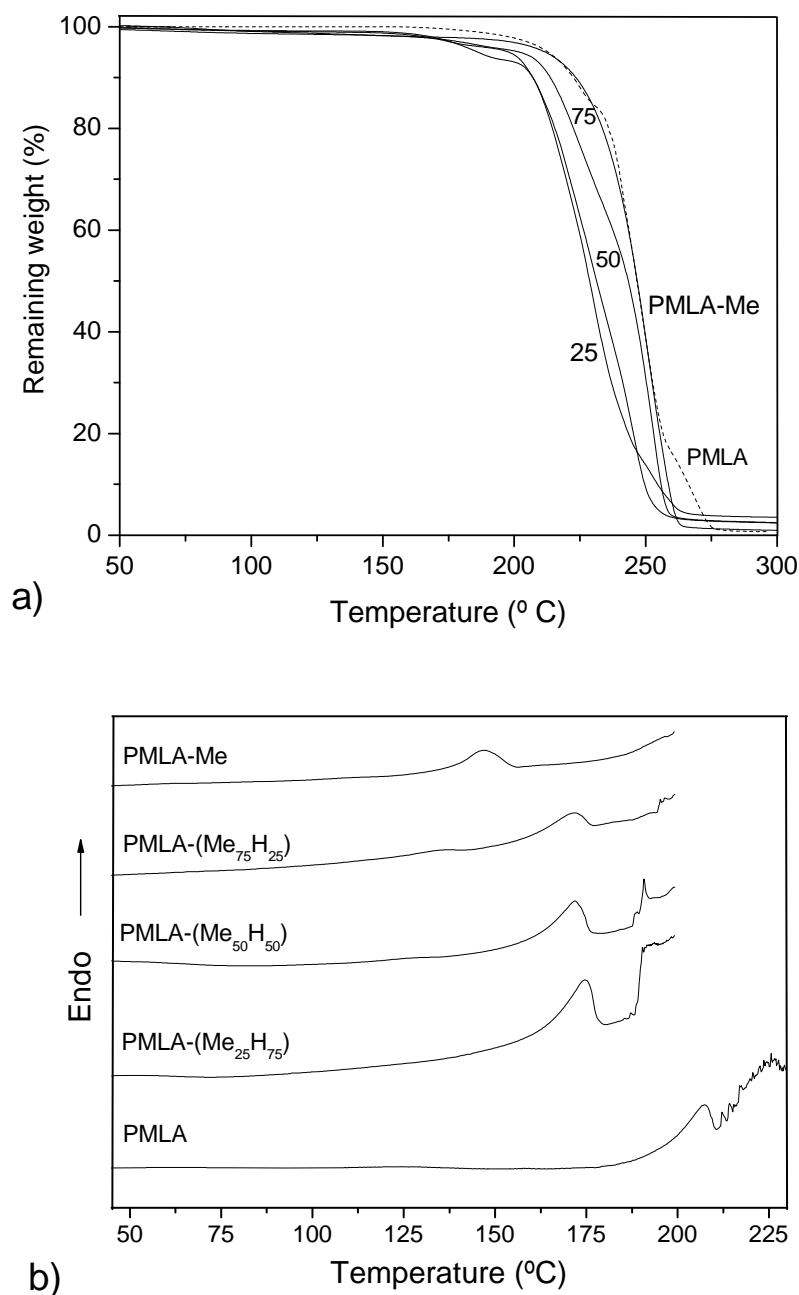 100
80
60
40
20
0
Remaining weight (%)
75
50
25
PMLA-Me
PMLA
50 100 150 200 250 300
Temperature (º C)
a)
PMLA-Me
PMLA-(Me75H25)
PMLA-(Me50H50)
PMLA-(Me25H75)
PMLA
Endo
50 75 100 125 150 175 200 225
Temperature (ºC)
b)